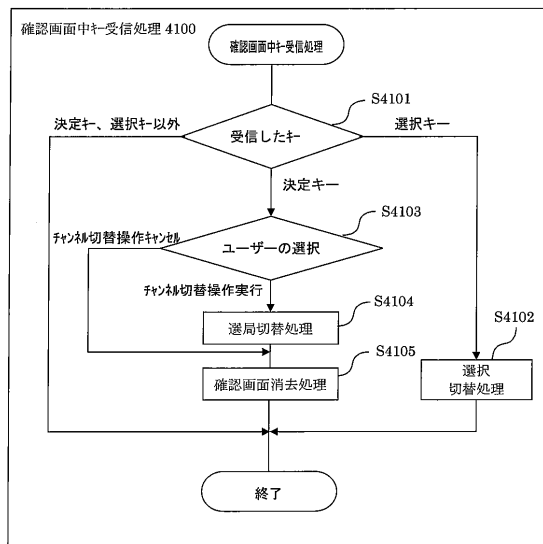 確認画面中キー受信処理 4100
確認画面中キー受信処理
S4101
決定キー、選択キー以外
受信したキー
選択キー
決定キー
S4103
チャンネル切替操作キャンセル
ユーザーの選択
チャンネル切替操作実行
S4104
選局切替処理
S4102
S4105
選択
切替処理
確認画面消去処理
終了